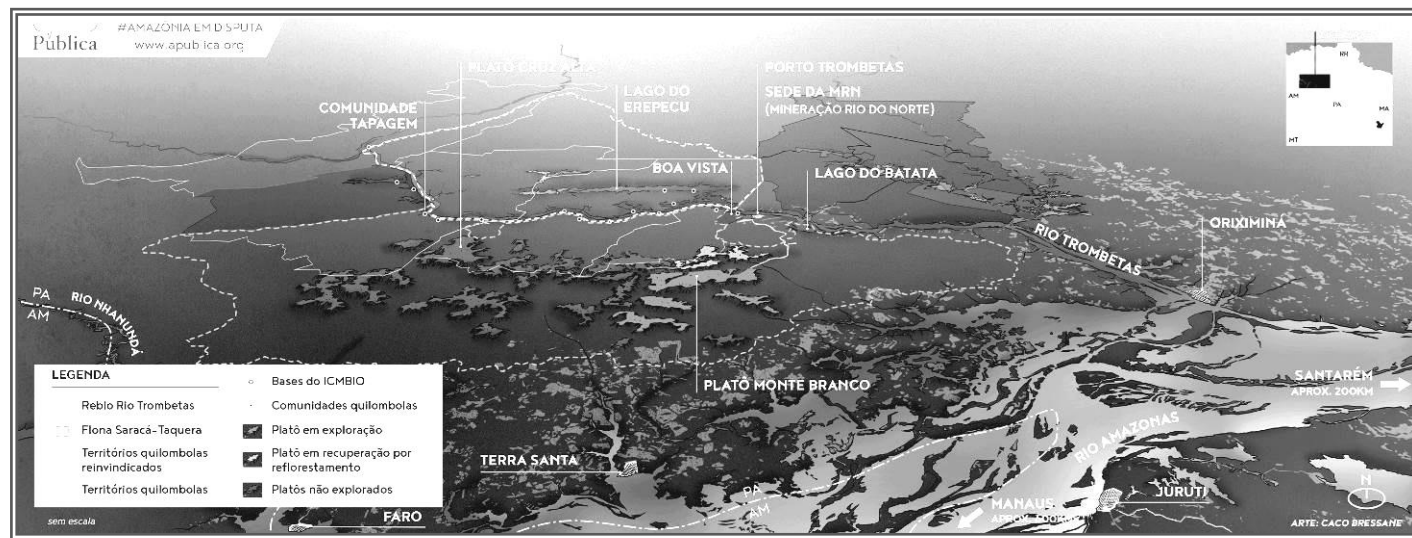 Pública
#AMAZÔNIA EM DISPUTA
www.apublica.org
PLATÔ CRUZ ALTA
COMUNIDADE
TAPAGEM
LAGO DO
EREPECU
PORTO TROMBETAS
SEDE DA MRN
(MINERAÇÃO RIO DO NORTE)
BOA VISTA
LAGO DO BATATA
RR
AM
PA
MA
MT
RIO TROMBETAS
ORIXIMINÁ
PA
AM
RIO NHAMUNDÁ
PLATÔ MONTE BRANCO
SANTARÉM
APROX. 200KM
RIO AMAZONAS
TERRA SANTA
PA
AM
MANAUS
JURUTI
N
FARO
LEGENDA
Rebio Rio Trombetas
Flona Saracá-Taquera
Territórios quilombolas
reinvindicados
Territórios quilombolas
Bases do ICMBIO
Comunidades quilombolas
Platô em exploração
Platô em recuperação por
reflorestamento
Platôs não explorados
sem escala
ARTE: CACO BRESSANE